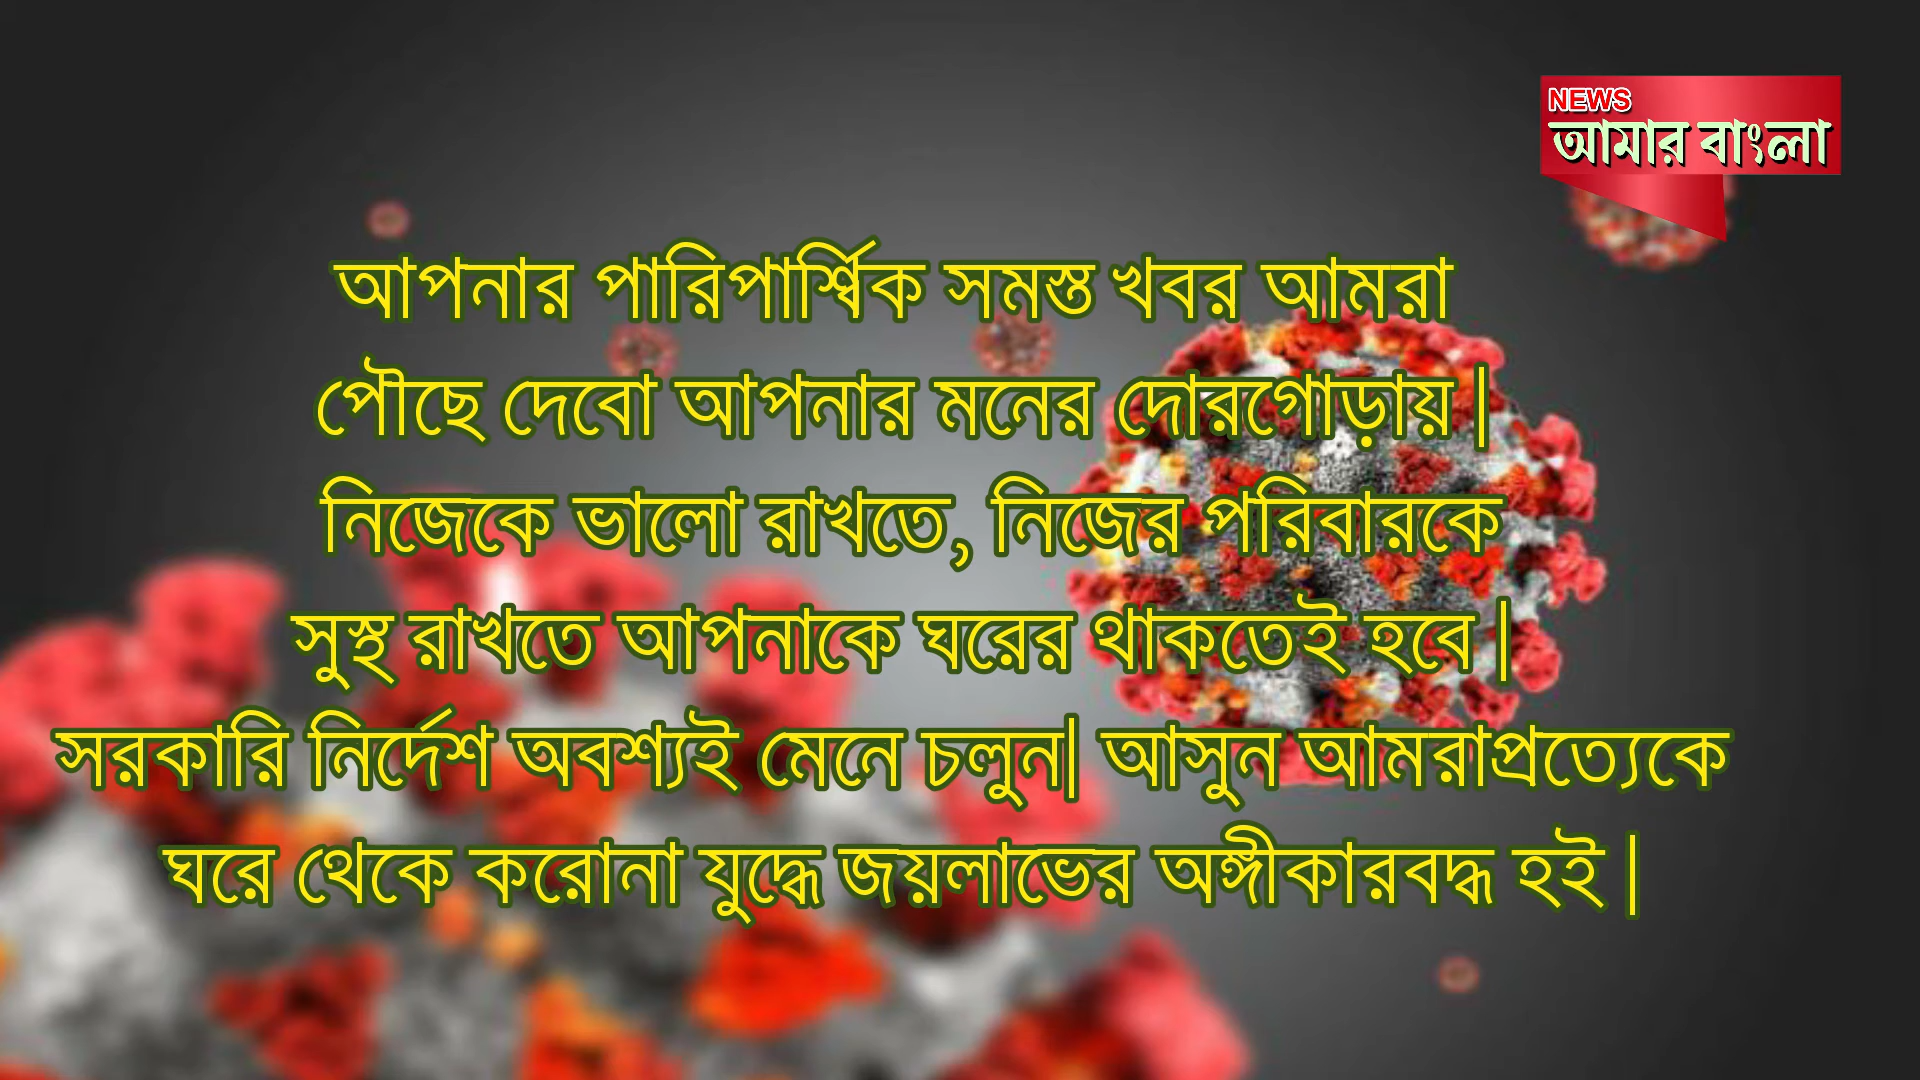 NEWS
আমার বাংলা
আপনার পারিপার্শ্বিক সমস্ত খবর আমরা
পৌছে দেবো আপনার মনের দোরগোড়ায় |
নিজেকে ভালো রাখতে, নিজের পরিবারকে
সুস্থ রাখতে আপনাকে ঘরের থাকতেই হবে |
সরকারি নির্দেশ অবশ্যই মেনে চলুন| আসুন আমরাপ্রত্যেকে
ঘরে থেকে করোনা যুদ্ধে জয়লাভের অঙ্গীকারবদ্ধ হই |